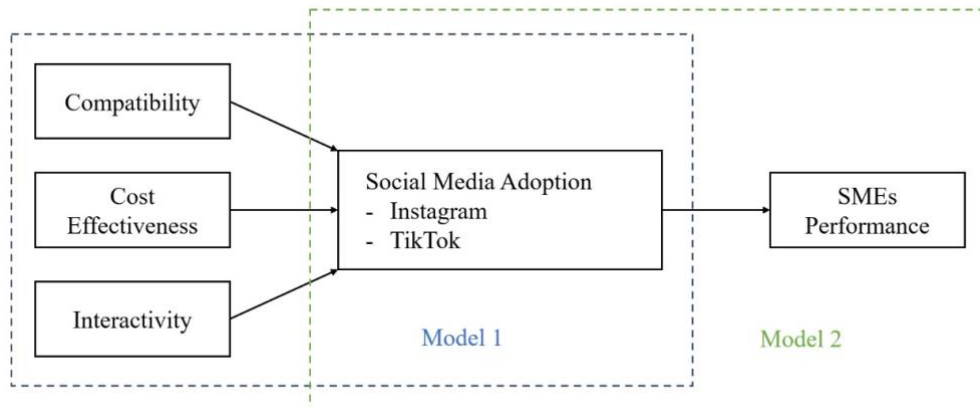 Compatibility
Cost
Effectiveness
Interactivity
Social Media Adoption
- Instagram
- TikTok
SMEs
Performance
Model 1
Model 2